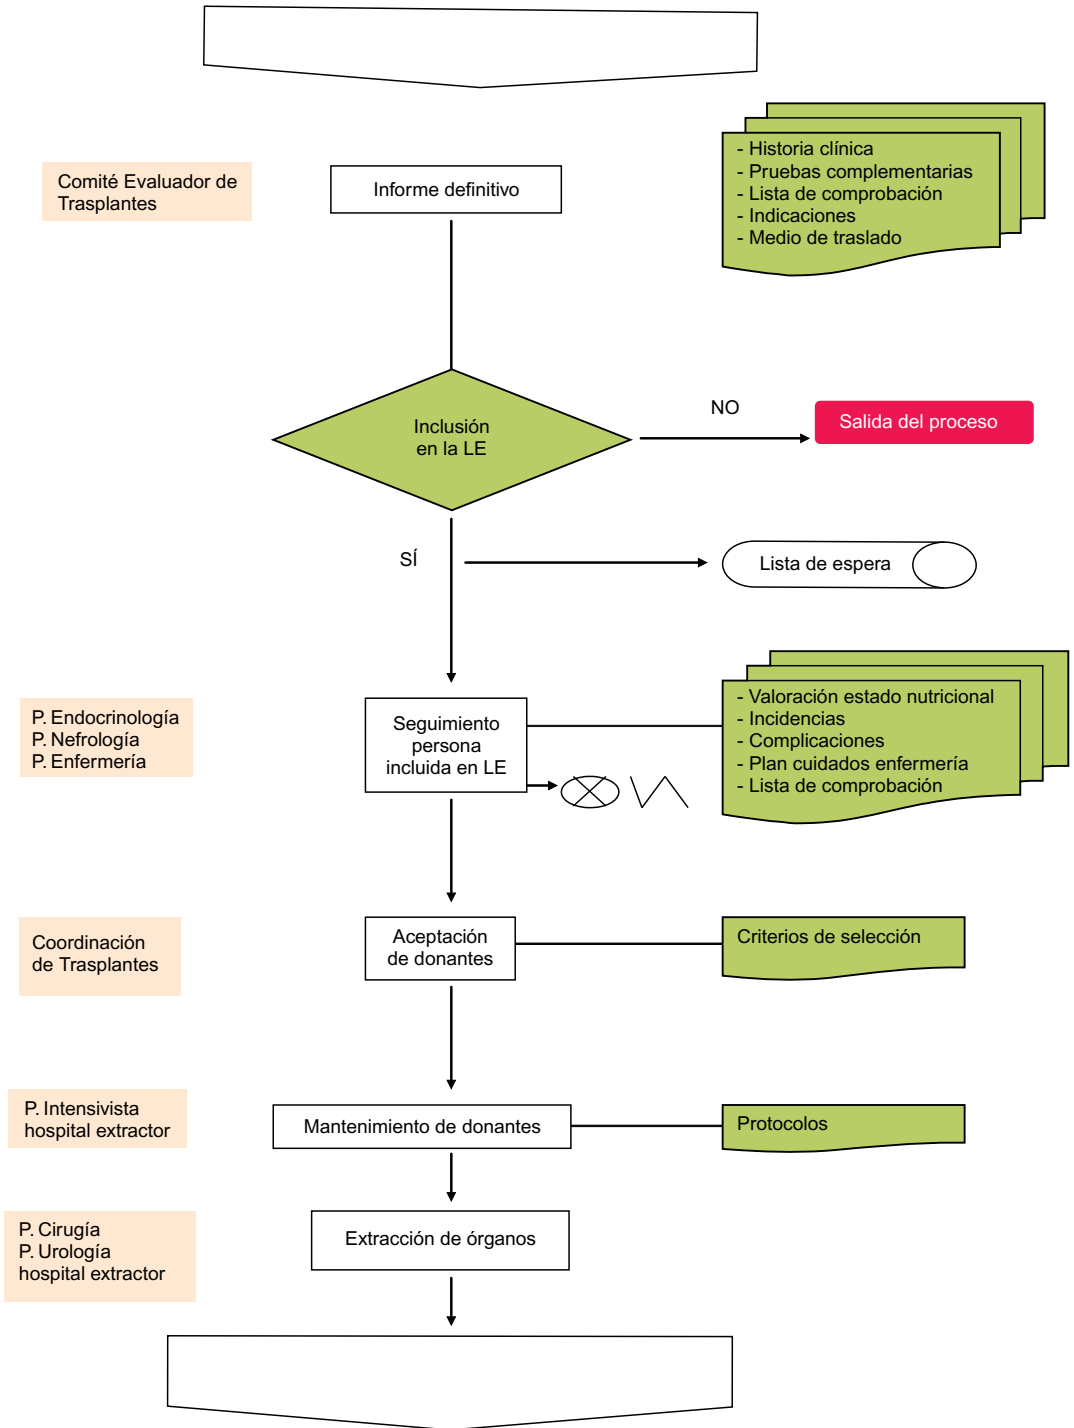 Comité Evaluador de
Trasplantes
Informe definitivo
- Historia clínica
- Pruebas complementarias
- Lista de comprobación
- Indicaciones
- Medio de traslado
Inclusión
en la LE
NO
Salida del proceso
SÍ
Lista de espera
P. Endocrinología
P. Nefrología
P. Enfermería
Seguimiento
persona
incluida en LE
- Valoración estado nutricional
- Incidencias
- Complicaciones
- Plan cuidados enfermería
- Lista de comprobación
Coordinación
de Trasplantes
Aceptación
de donantes
Criterios de selección
P. Intensivista
hospital extractor
Mantenimiento de donantes
Protocolos
P. Cirugía
P. Urología
hospital extractor
Extracción de órganos